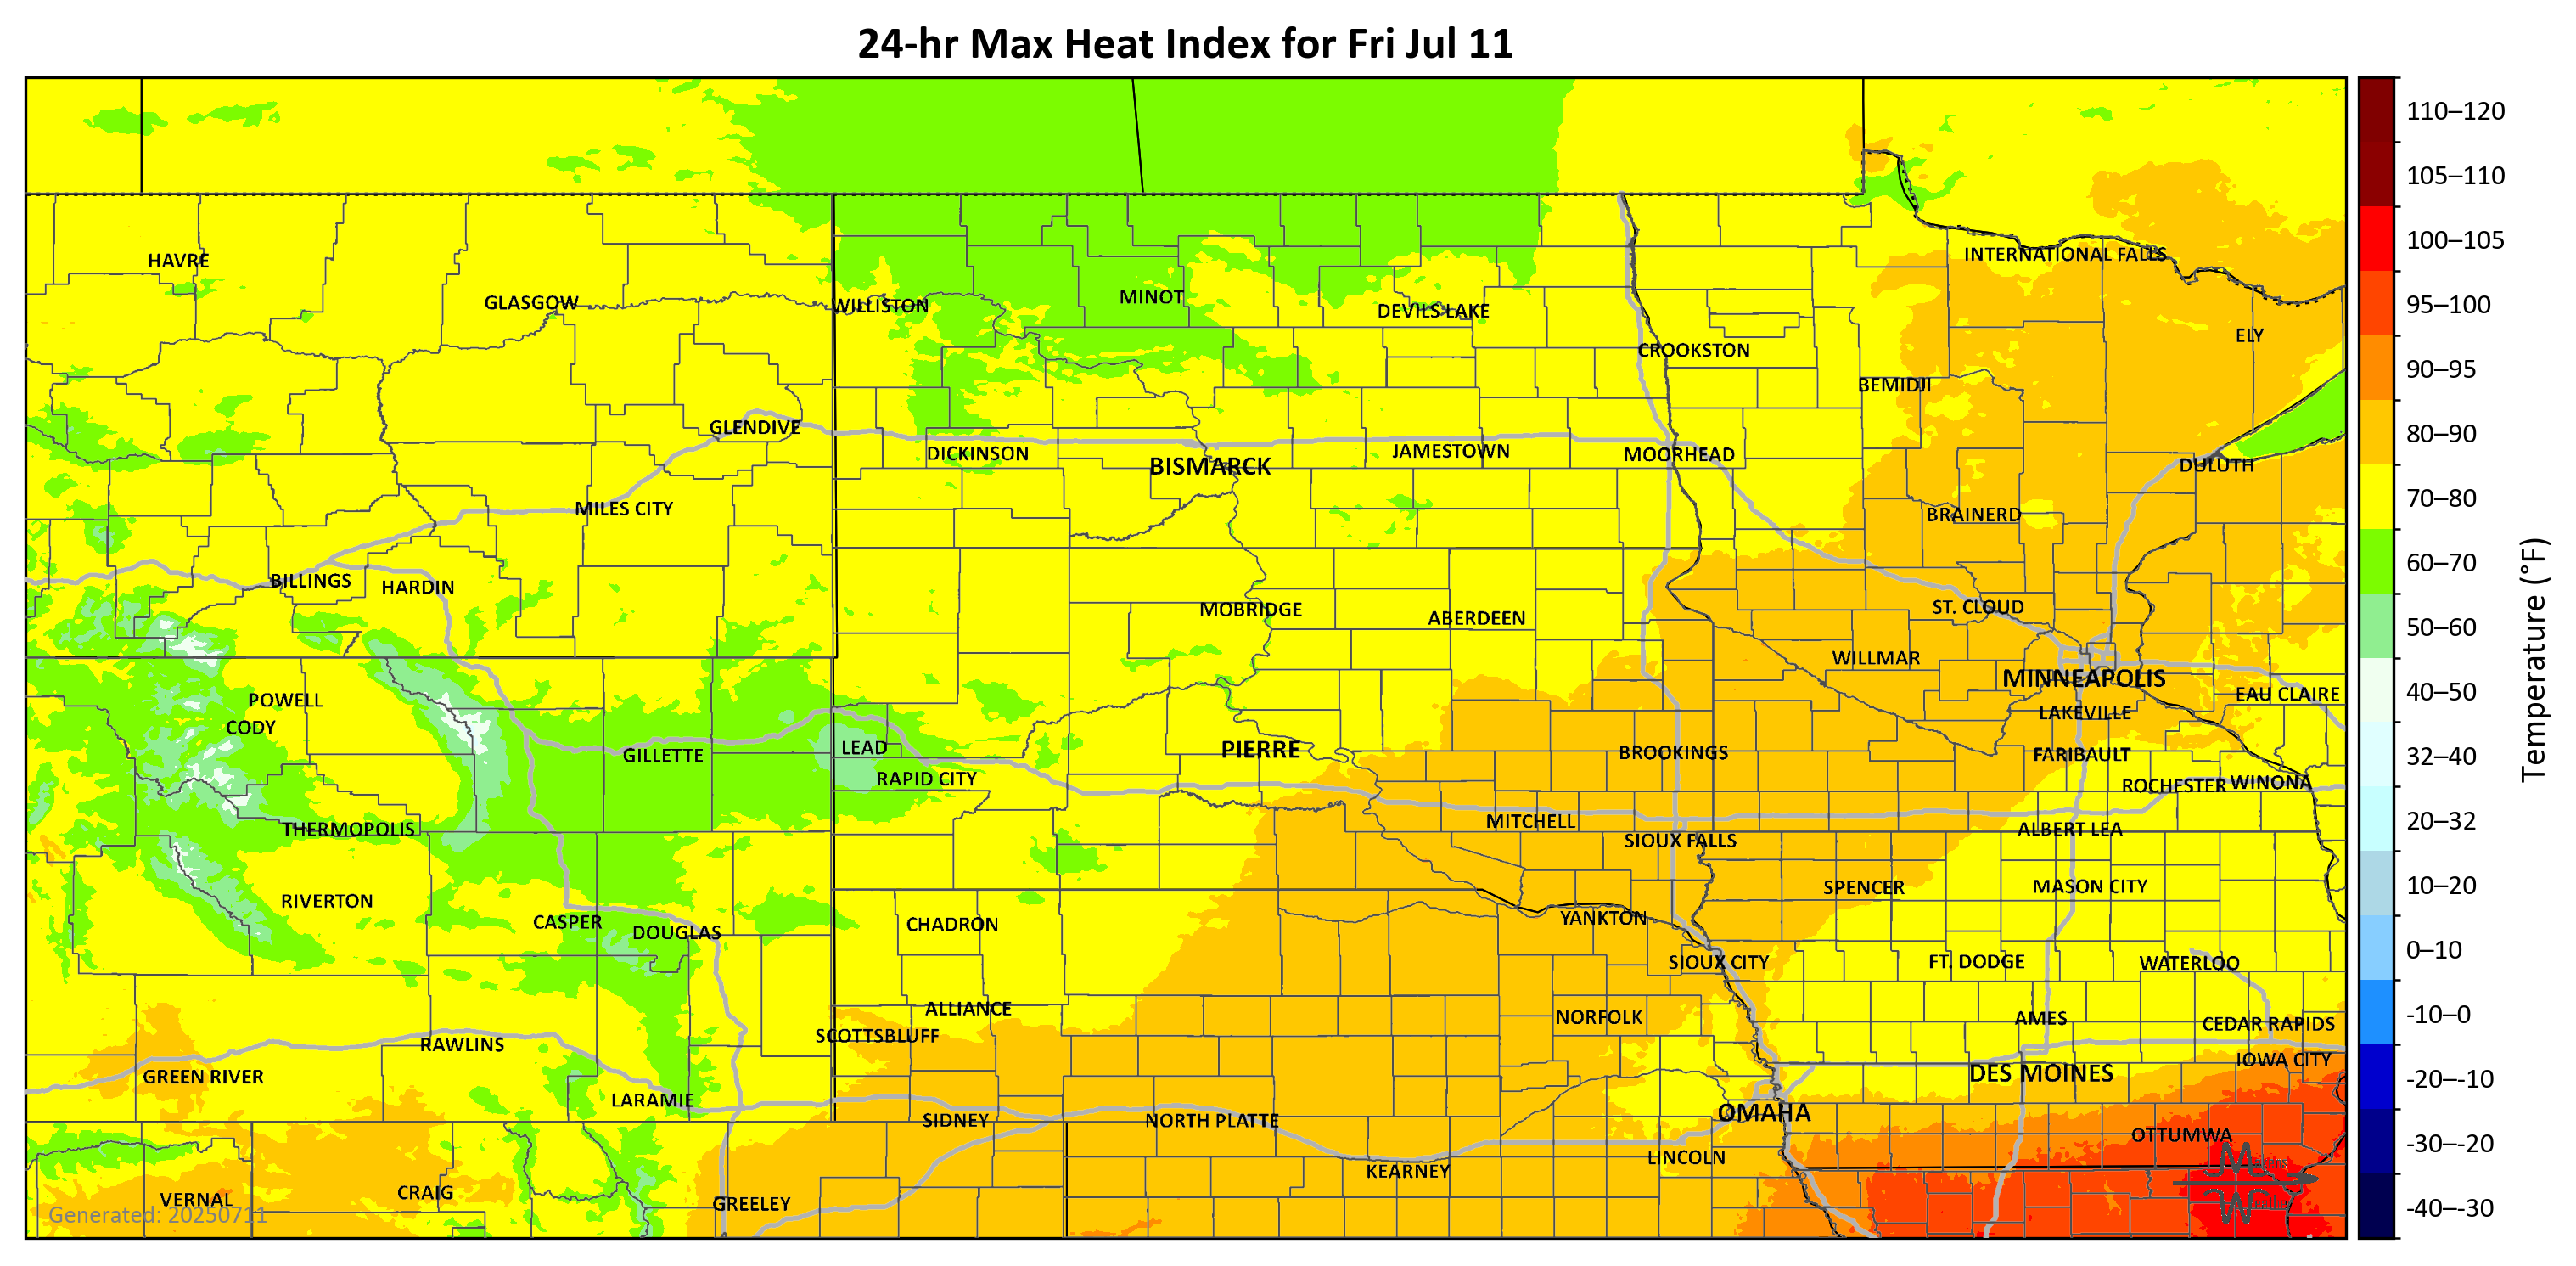 24-hr Max Heat Index for Fri Jul 11
HAVRE
INTERNATIONAL FALLS
GLASGOW
WILLISTON
MINOT
DEVILS LAKE
ELY
CROOKSTON
BEMIDJI
GLENDIVE
DICKINSON
BISMARCK
JAMESTOWN
MOORHEAD
DULUTH
MILES CITY
BRAINERD
BILLINGS
HARDIN
MOBRIDGE
ABERDEEN
ST. CLOUD
WILLMAR
MINNEAPOLIS
POWELL
EAU CLAIRE
CODY
LAKEVILLE
GILLETTE
LEAD
PIERRE
BROOKINGS
FARIBAULT
RAPID CITY
ROCHESTER
WINONA
THERMOPOLIS
MITCHELL
SIOUX FALLS
ALBERT LEA
RIVERTON
SPENCER
MASON CITY
CASPER
DOUGLAS
CHADRON
YANKTON
SIOUX CITY
FT. DODGE
WATERLOO
ALLIANCE
NORFOLK
AMES
CEDAR RAPIDS
SCOTTSBLUFF
RAWLINS
IOWA CITY
GREEN RIVER
DES MOINES
LARAMIE
SIDNEY
NORTH PLATTE
OMAHA
OTTUMWA
KEARNEY
LINCOLN
VERNAL
CRAIG
GREELEY
Generated: 20250711
110–120
105–110
100–105
95–100
90–95
80–90
70–80
60–70
50–60
40–50
32–40
20–32
10–20
0–10
-10–0
-20–-10
-30–-20
-40–-30
Temperature (°F)